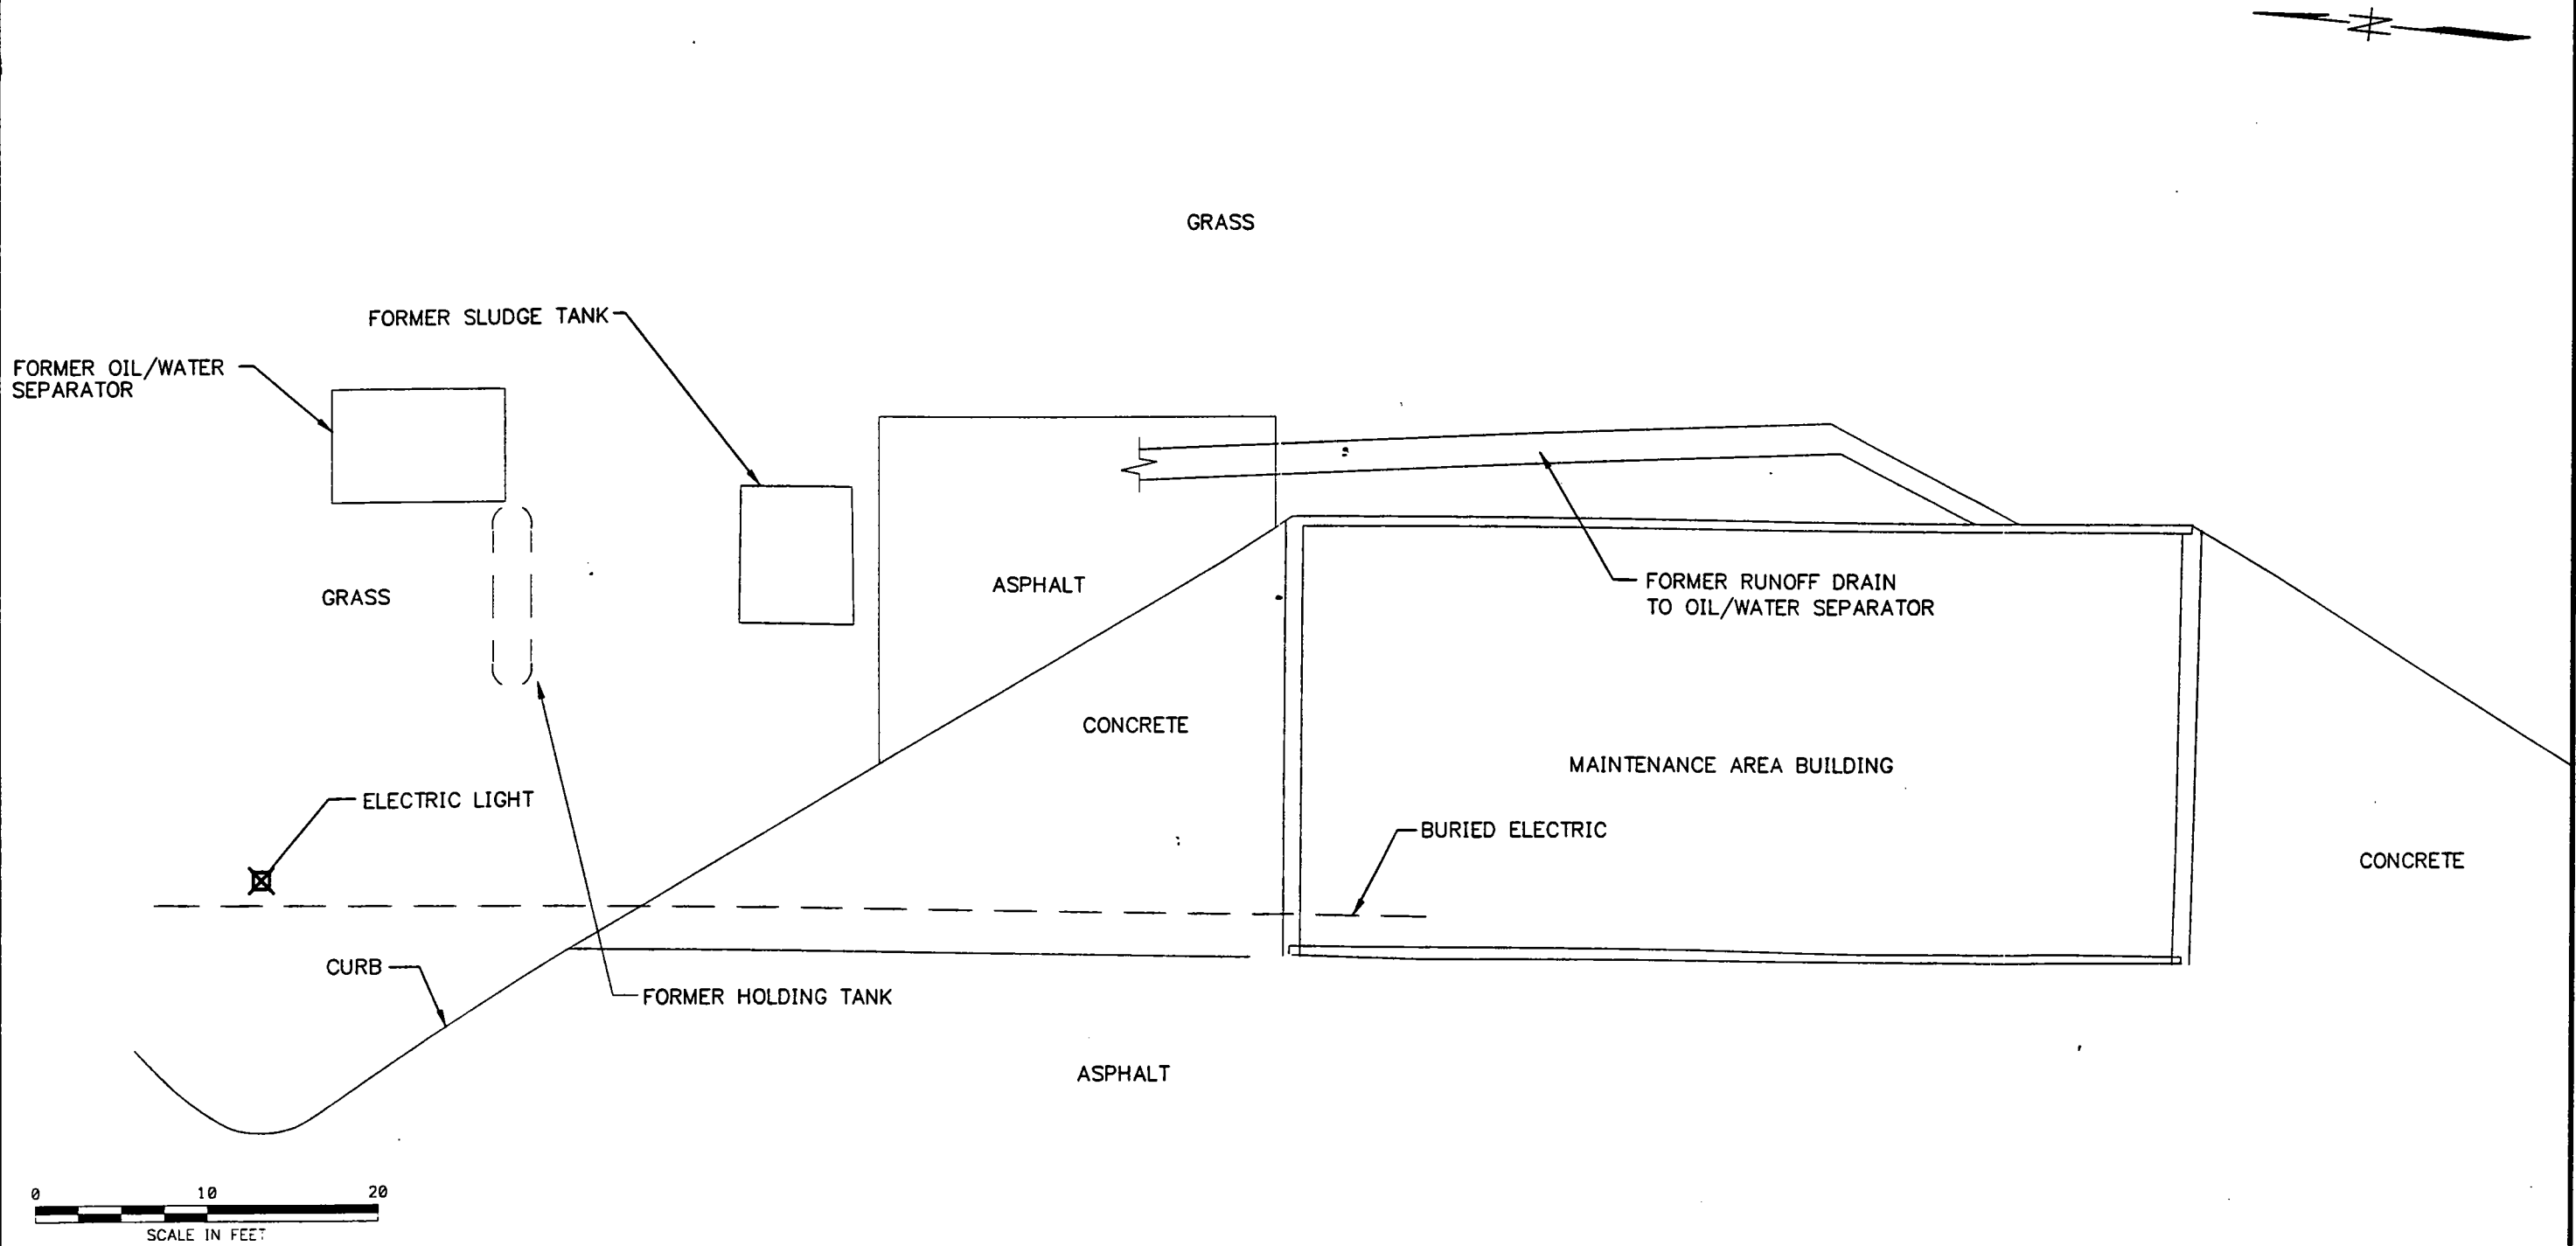 N
GRASS
FORMER SLUDGE TANK
FORMER OIL/WATER
SEPARATOR
ASPHALT
GRASS
FORMER RUNOFF DRAIN
TO OIL/WATER SEPARATOR
CONCRETE
MAINTENANCE AREA BUILDING
ELECTRIC LIGHT
BURIED ELECTRIC
CONCRETE
CURB
FORMER HOLDING TANK
ASPHALT
0 10 20
SCALE IN FEET